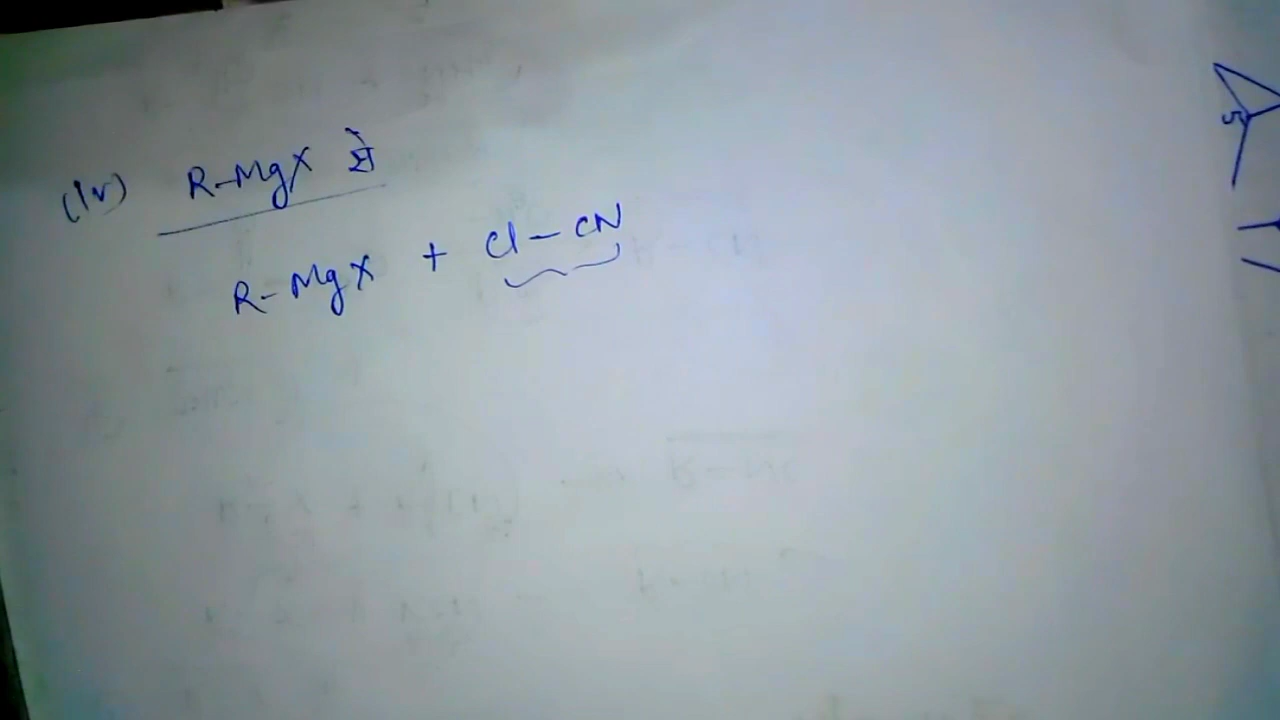 (iv) R-MgX से
R-MgX + Cl-CN